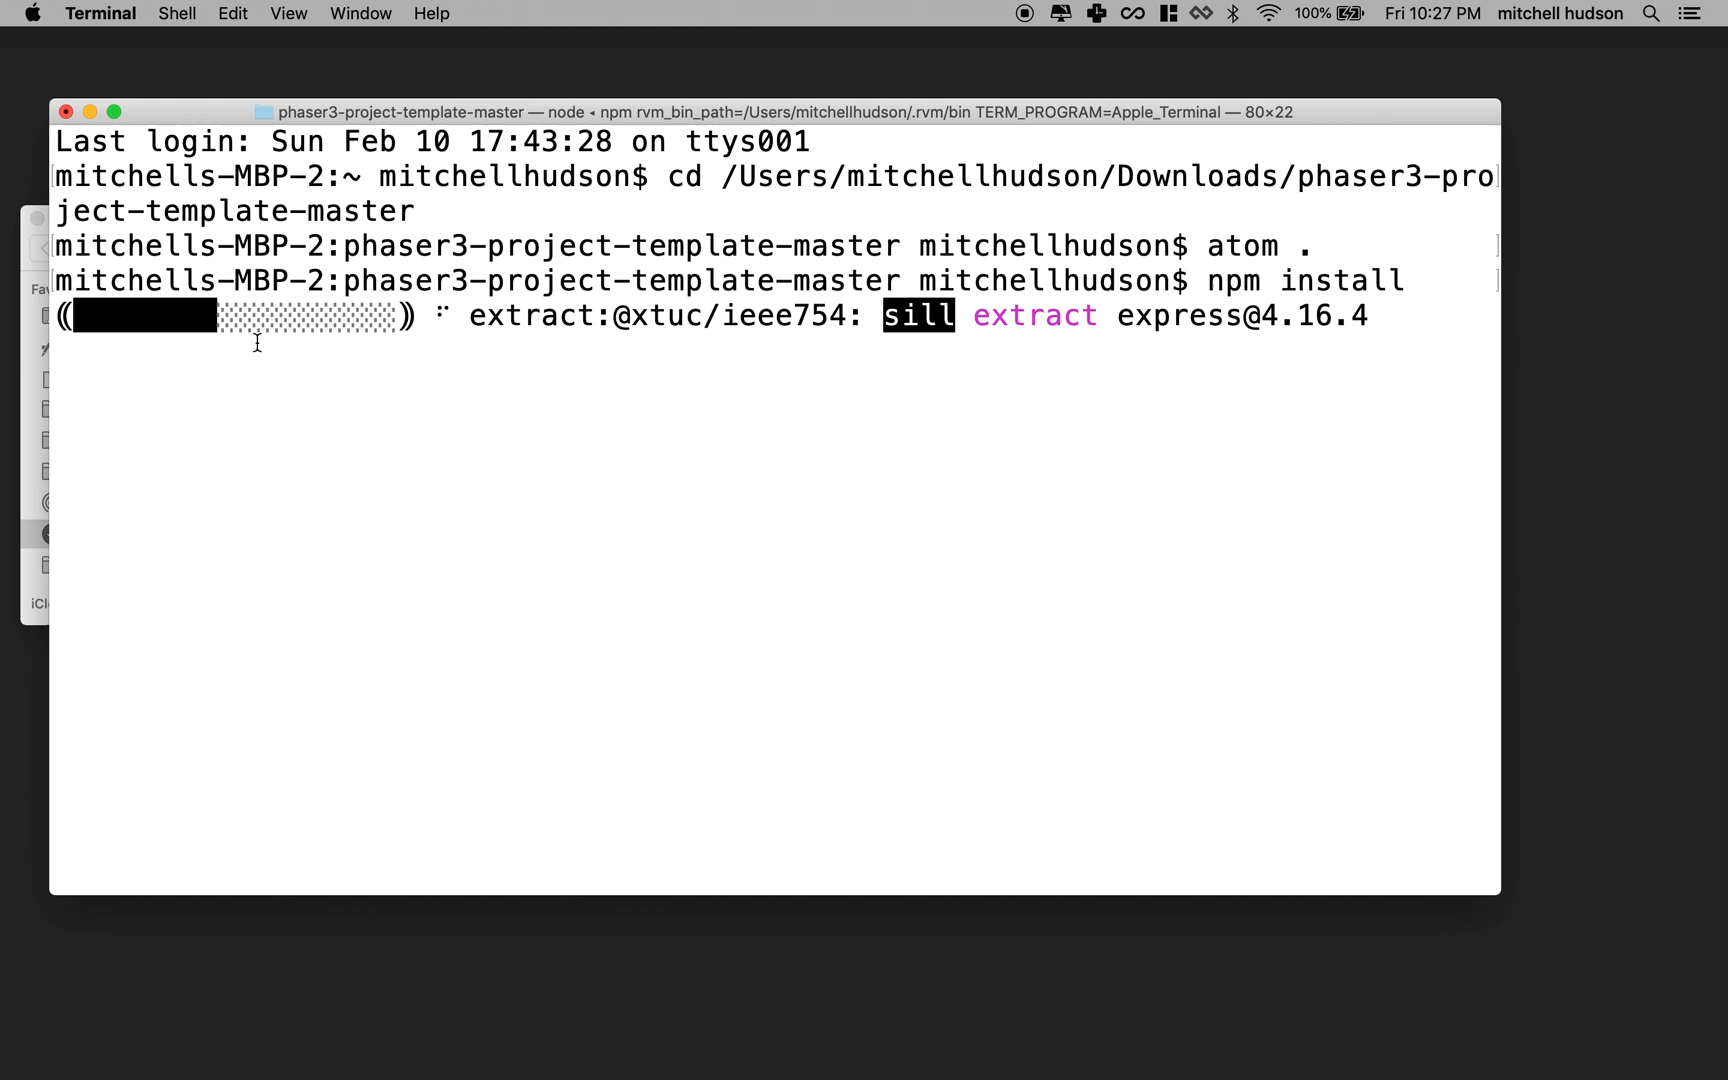 Terminal Shell Edit View Window Help 100% Fri 10:27 PM mitchell hudson
phaser3-project-template-master — node ◂ npm rvm_bin_path=/Users/mitchellhudson/.rvm/bin TERM_PROGRAM=Apple_Terminal — 80×22
Last login: Sun Feb 10 17:43:28 on ttys001
mitchells-MBP-2:~ mitchellhudson$ cd /Users/mitchellhudson/Downloads/phaser3-pro
ject-template-master
mitchells-MBP-2:phaser3-project-template-master mitchellhudson$ atom .
mitchells-MBP-2:phaser3-project-template-master mitchellhudson$ npm install
extract:@xtuc/ieee754: sill extract express@4.16.4